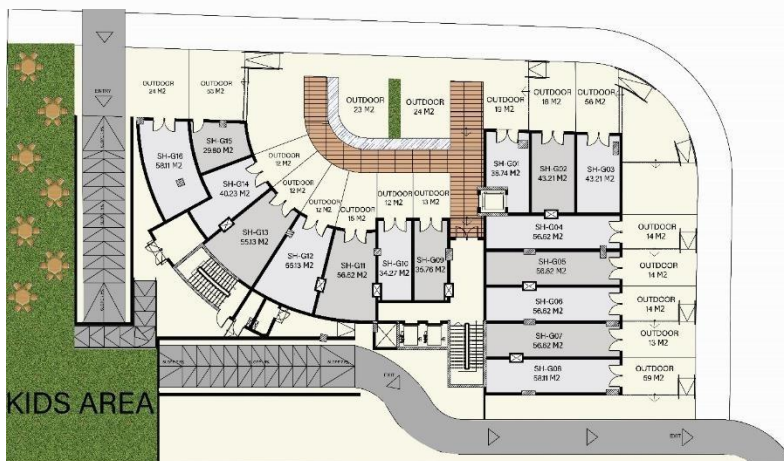 ENTRY
OUTDOOR
24 M2
OUTDOOR
53 M2
OUTDOOR
23 M2
OUTDOOR
24 M2
OUTDOOR
OUTDOOR
18 M2
OUTDOOR
56 M2
SH-G16
58.11 M2
SH-G15
29.80 M2
SH-G14
40.23 M2
SH-G13
55.13 M2
SH-G12
55.13 M2
SH-G11
56.62 M2
SH-G10
34.27 M2
SH-G09
35.76 M2
OUTDOOR
12 M2
OUTDOOR
12 M2
OUTDOOR
12 M2
OUTDOOR
15 M2
OUTDOOR
12 M2
OUTDOOR
13 M2
SH-G01
35.74 M2
SH-G02
43.21 M2
SH-G03
43.21 M2
SH-G04
56.62 M2
OUTDOOR
14 M2
SH-G05
56.62 M2
OUTDOOR
14 M2
SH-G06
56.62 M2
OUTDOOR
14 M2
SH-G07
56.62 M2
OUTDOOR
13 M2
SH-G08
58.11 M2
OUTDOOR
59 M2
KIDS AREA
EXIT
EXIT